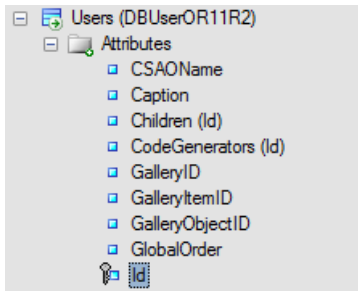 Users (DBUserOR11R2)
Attributes
CSAOName
Caption
Children (Id)
CodeGenerators (Id)
GalleryID
GalleryItemID
GalleryObjectID
GlobalOrder
Id